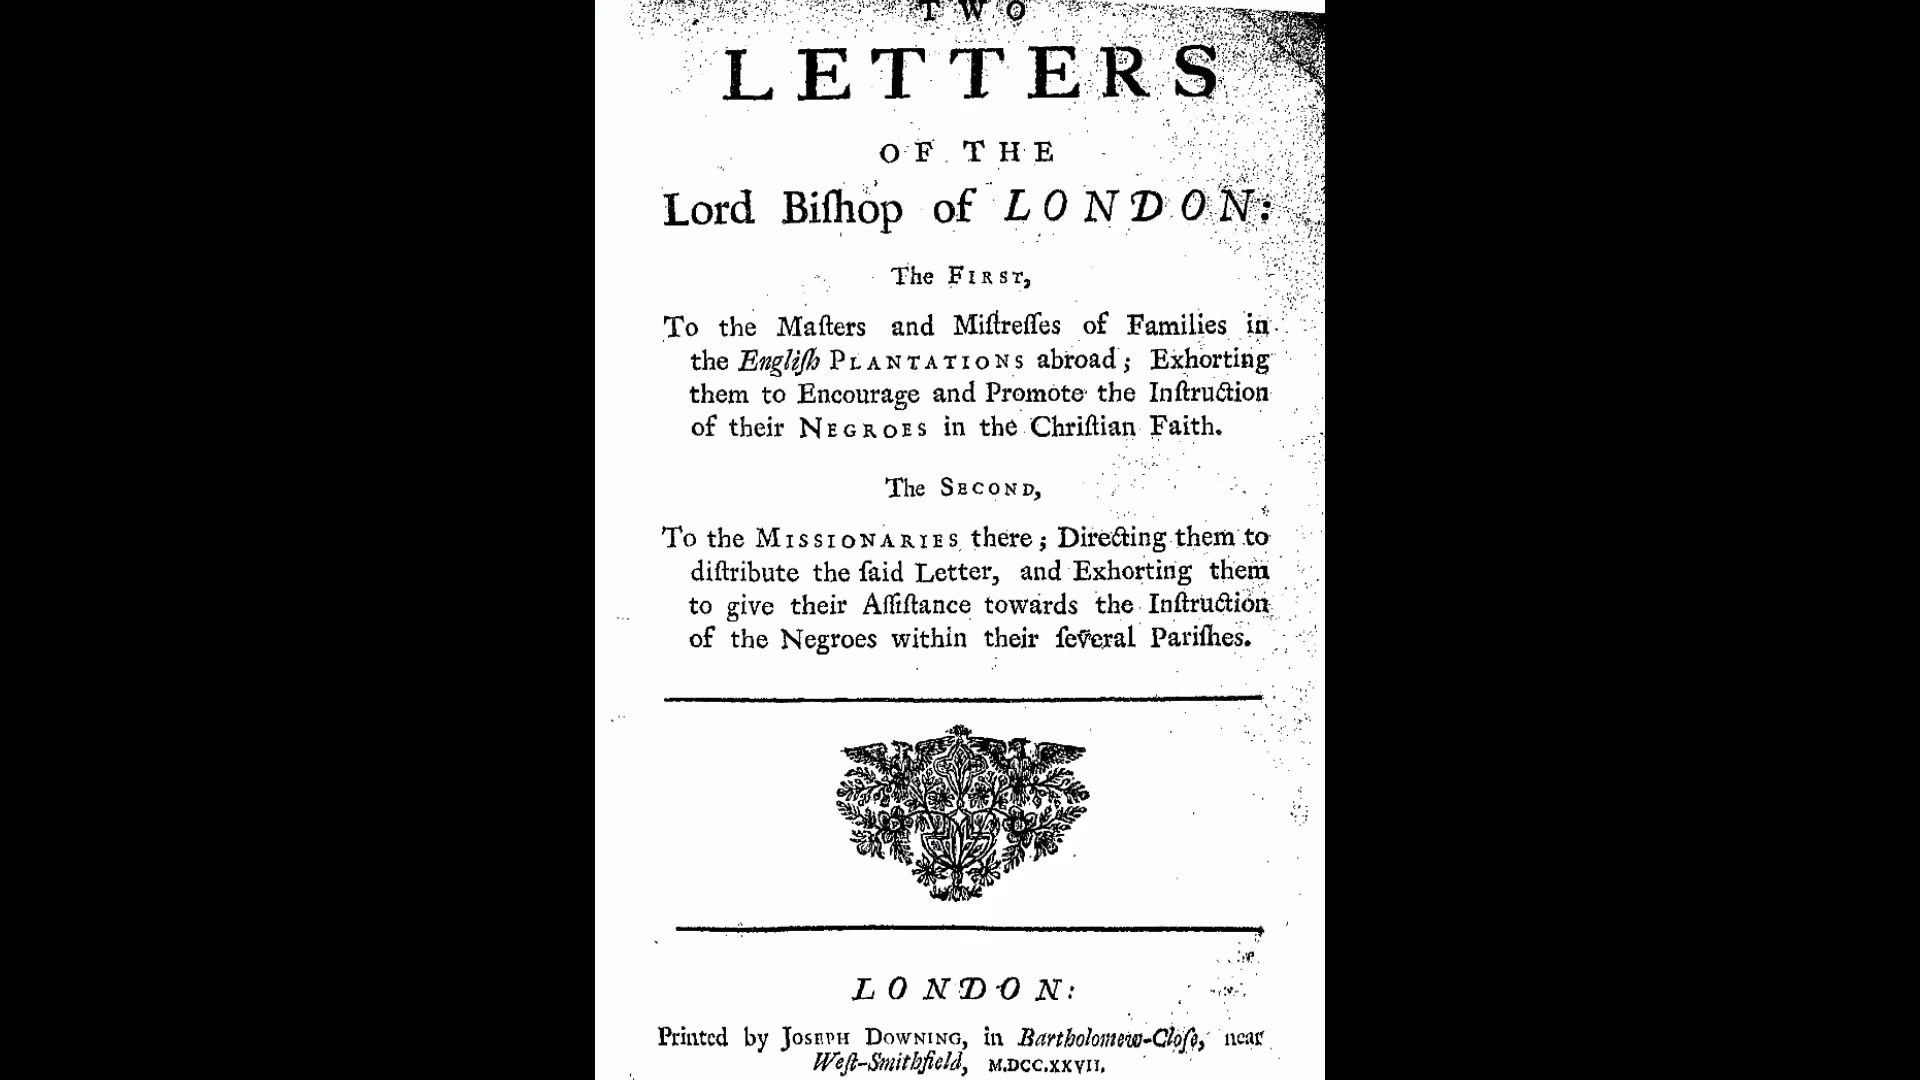 TWO
LETTERS
OF THE
Lord Biſhop of LONDON:
The FIRST,
To the Maſters and Miſtreſſes of Families in
the Engliſh PLANTATIONS abroad; Exhorting
them to Encourage and Promote the Inſtruction
of their NEGROES in the Chriſtian Faith.
The SECOND,
To the MISSIONARIES there; Directing them to
diſtribute the ſaid Letter, and Exhorting them
to give their Aſſiſtance towards the Inſtruction
of the Negroes within their ſeveral Pariſhes.
LONDON:
Printed by JOSEPH DOWNING, in Bartholomew-Cloſe, near
Weſt-Smithfield, M.DCC.XXVII.